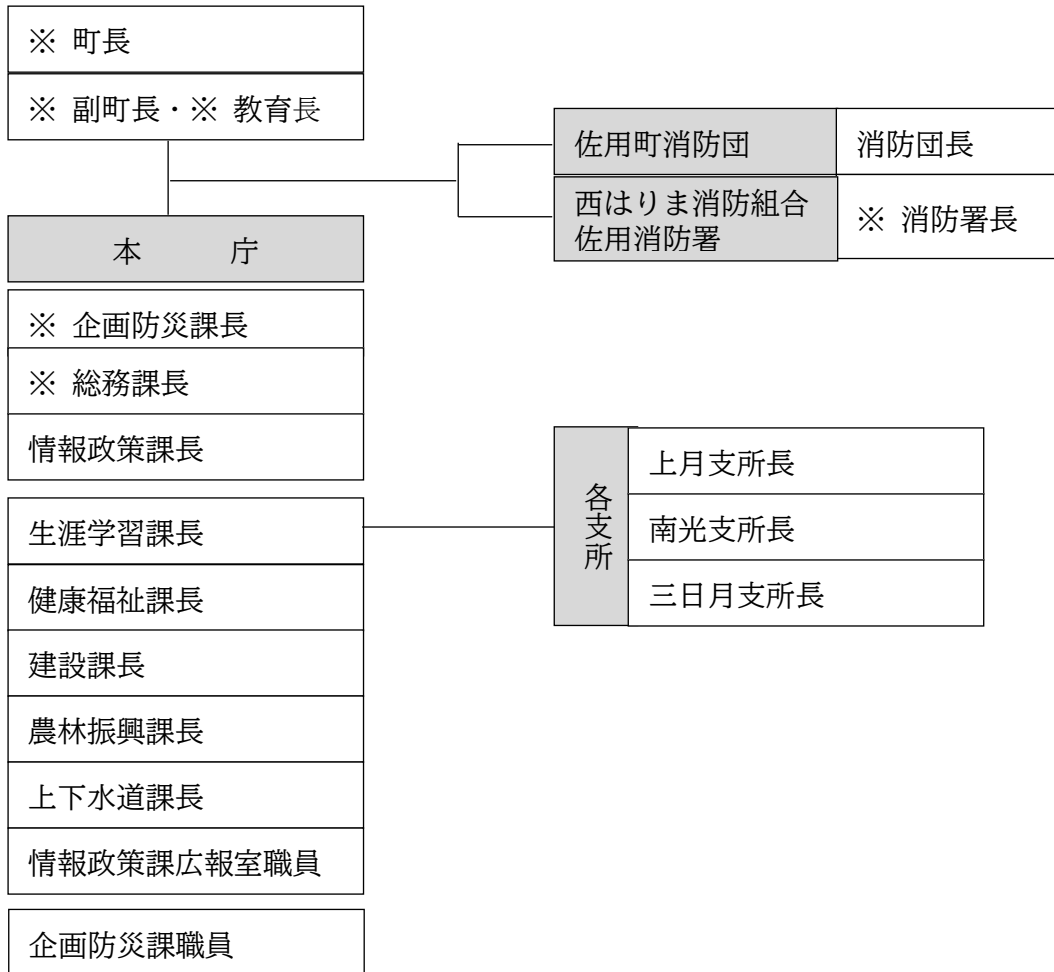 ※ 町長
※ 副町長・※ 教育長
佐用町消防団
消防団長
西はりま消防組合
佐用消防署
※ 消防署長
本　　庁
※ 企画防災課長
※ 総務課長
情報政策課長
生涯学習課長
健康福祉課長
建設課長
農林振興課長
上下水道課長
情報政策課広報室職員
企画防災課職員
各支所
上月支所長
南光支所長
三日月支所長